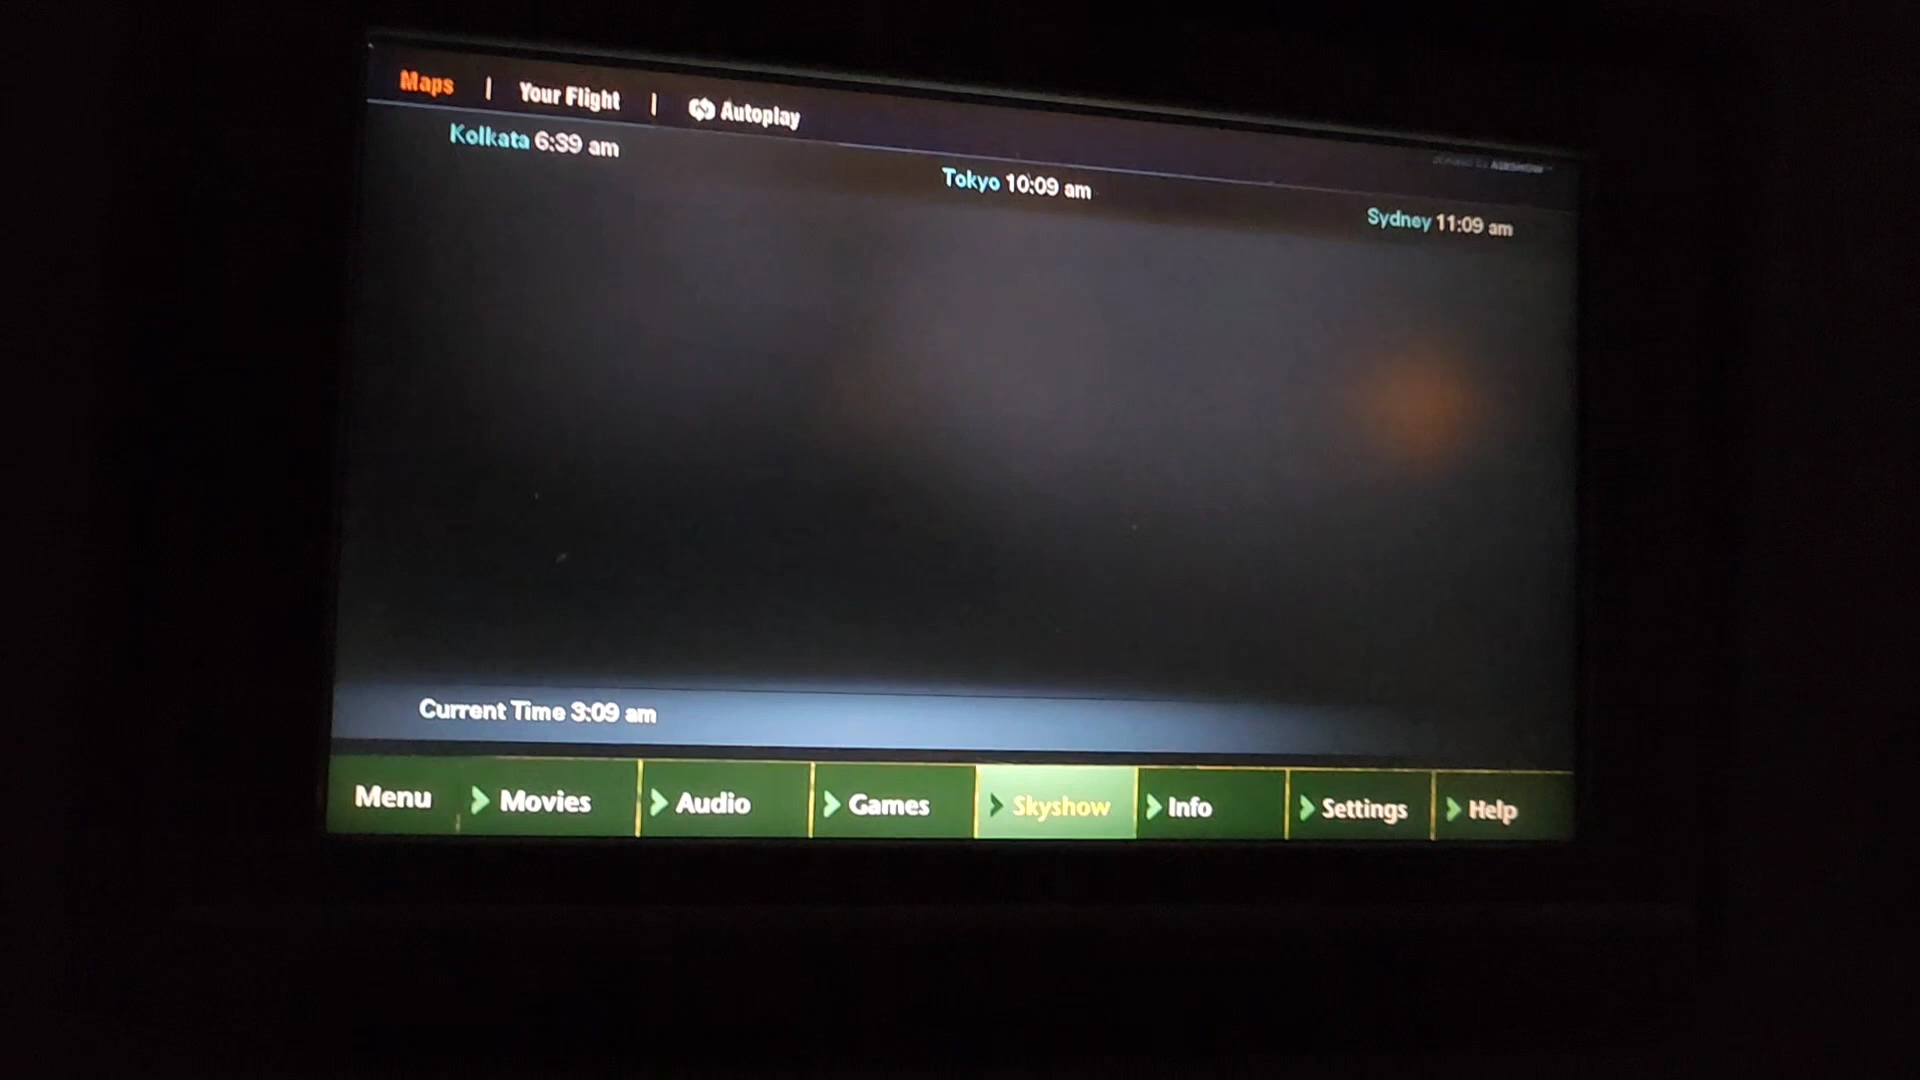 Maps | Your Flight | Autoplay
Kolkata 6:39 am
Tokyo 10:09 am
Sydney 11:09 am
Current Time 3:09 am
Menu Movies Audio Games Skyshow Info Settings Help